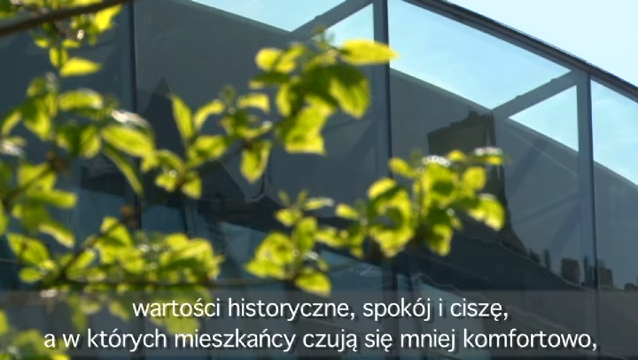 wartości historyczne, spokój i ciszę,
a w których mieszkańcy czują się mniej komfortowo,